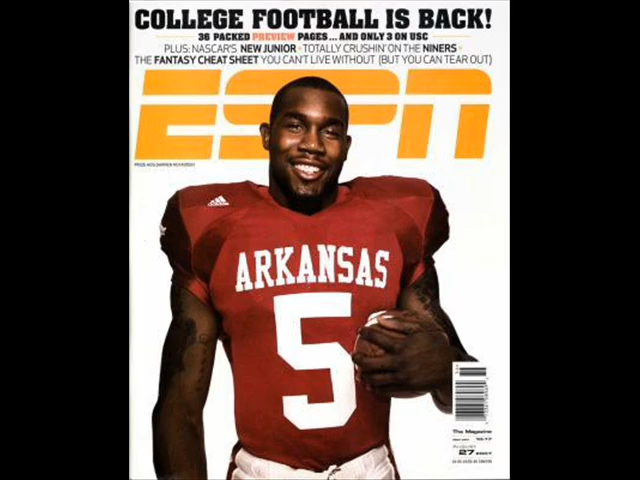 COLLEGE FOOTBALL IS BACK!
36 PACKED PREVIEW PAGES ... AND ONLY 3 ON USC
PLUS: NASCAR'S NEW JUNIOR • TOTALLY CRUSHIN' ON THE NINERS •
THE FANTASY CHEAT SHEET YOU CAN'T LIVE WITHOUT (BUT YOU CAN TEAR OUT)
ESPN
adidas
ARKANSAS
5
The Magazine
27